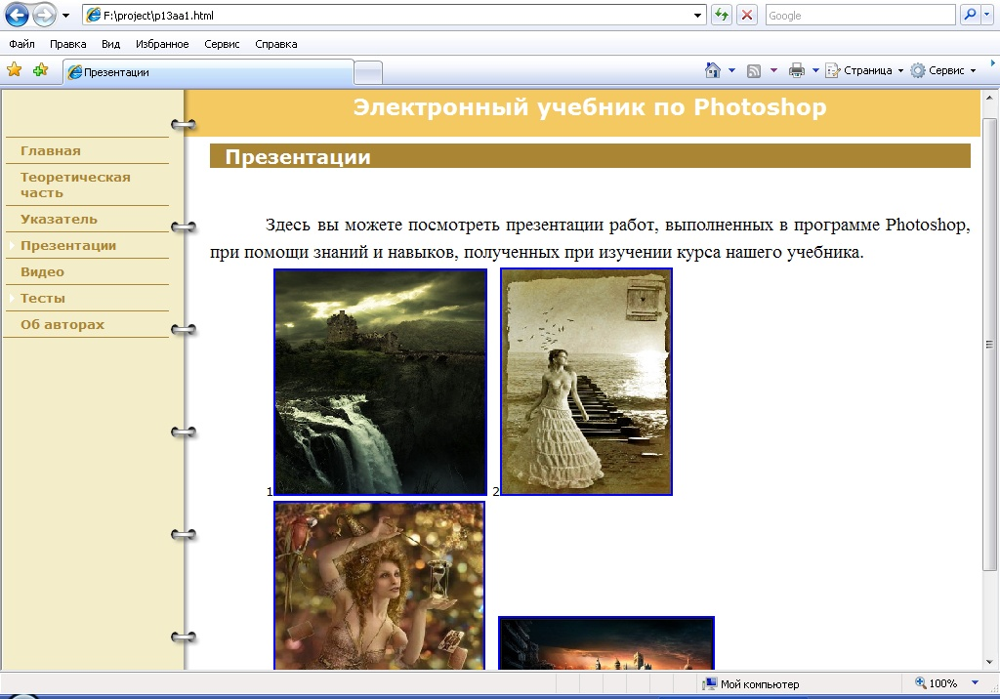 F:\project\p13aa1.html
Google
Файл Правка Вид Избранное Сервис Справка
Презентации
Страница Сервис
Электронный учебник по Photoshop
Главная
Теоретическая
часть
Указатель
Презентации
Видео
Тесты
Об авторах
Презентации
Здесь вы можете посмотреть презентации работ, выполненных в программе Photoshop,
при помощи знаний и навыков, полученных при изучении курса нашего учебника.
1 2
Мой компьютер 100%